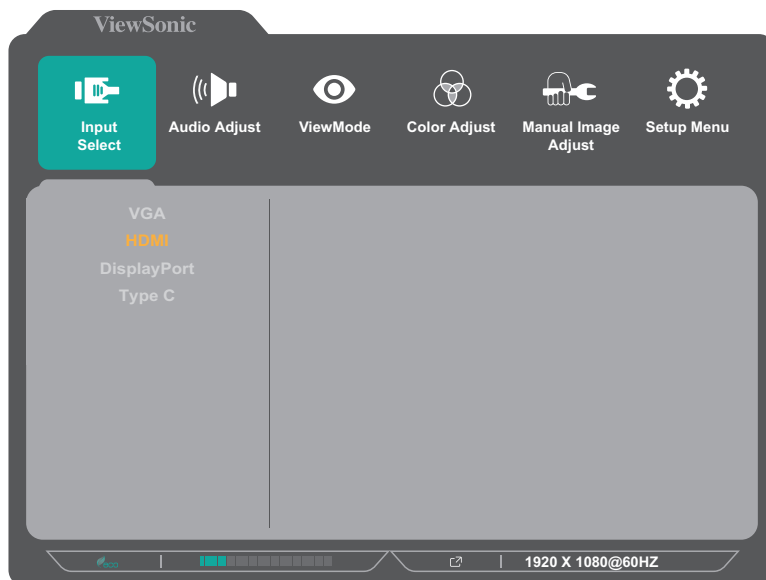 ViewSonic
Input
Select
Audio Adjust
ViewMode
Color Adjust
Manual Image
Adjust
Setup Menu
VGA
HDMI
DisplayPort
Type C
eco
1920 X 1080@60HZ